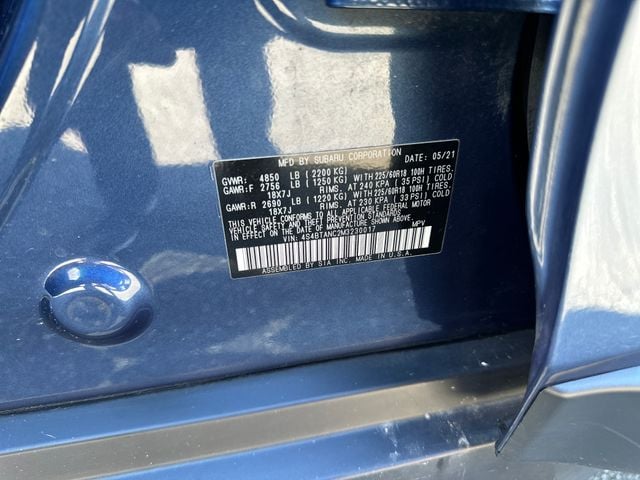 MFD BY SUBARU CORPORATION DATE: 05/21
GVWR: 4850 LB (2200 KG)
GAWR:F 2756 LB (1250 KG) WITH 225/60R18 100H TIRES.
18X7J RIMS. AT 240 KPA (35 PSI) COLD
GAWR:R 2690 LB (1220 KG) WITH 225/60R18 100H TIRES.
18X7J RIMS. AT 230 KPA (33 PSI) COLD
THIS VEHICLE CONFORMS TO ALL APPLICABLE FEDERAL MOTOR
VEHICLE SAFETY AND THEFT PREVENTION STANDARDS IN EFFECT ON THE
DATE OF MANUFACTURE SHOWN ABOVE.
VIN: 4S4BTANC2M3230017 MPV
ASSEMBLED BY SIA INC. MADE IN U.S.A.